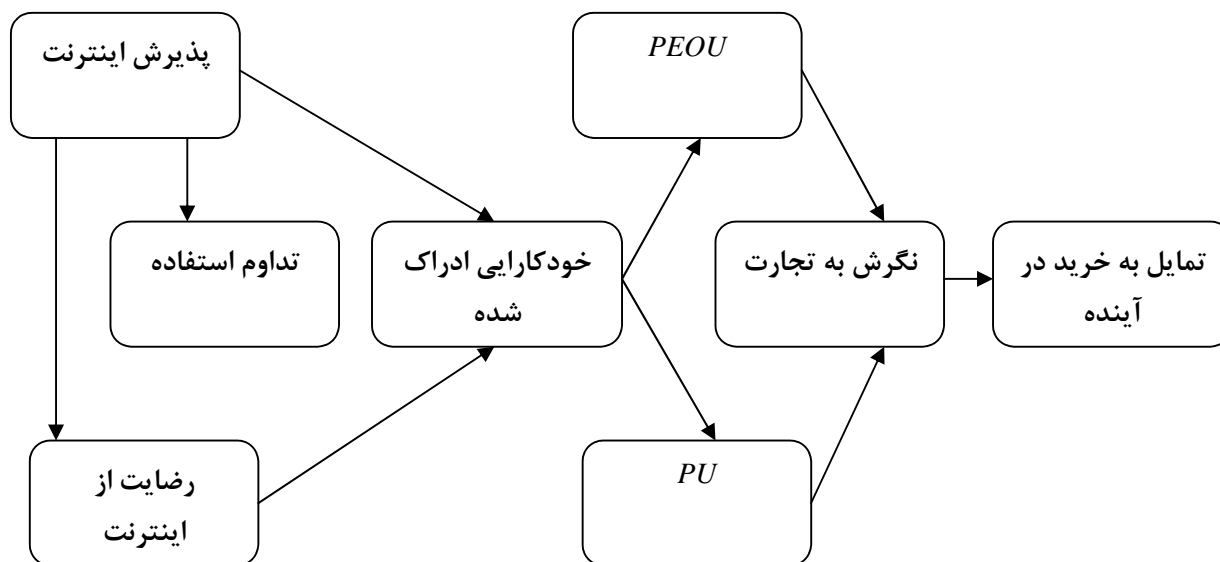 پذیرش اینترنت
PEOU
تداوم استفاده
خودکارایی ادراک
شده
نگرش به تجارت
تمایل به خرید در
آینده
رضایت از
اینترنت
PU